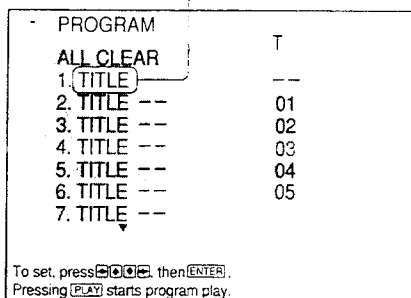 - PROGRAM
T
ALL CLEAR
1. TITLE --
2. TITLE -- 01
3. TITLE -- 02
4. TITLE -- 03
5. TITLE -- 04
6. TITLE -- 05
7. TITLE --
To set, press ←↑↓→, then ENTER.
Pressing PLAY starts program play.